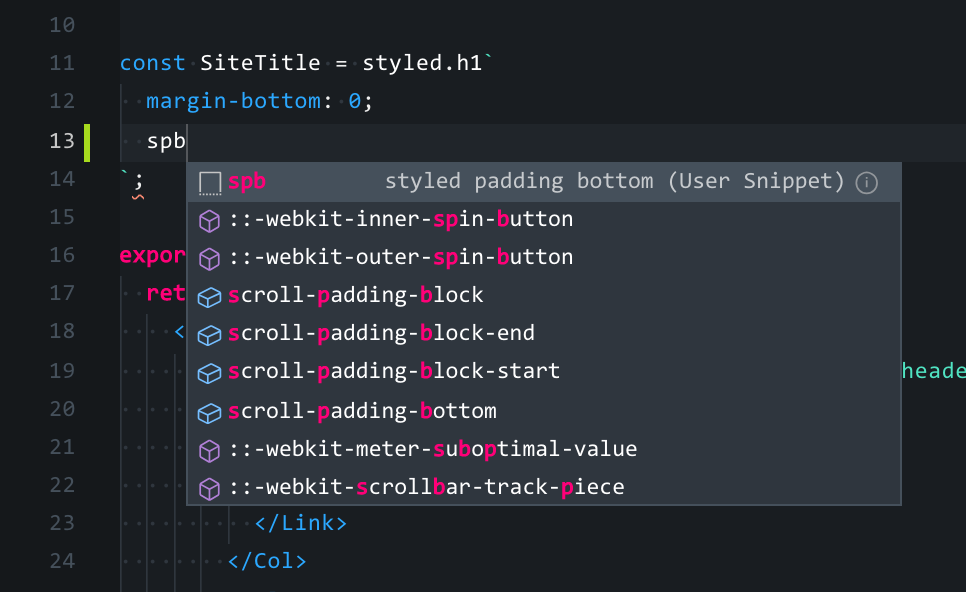 10
11 const SiteTitle = styled.h1`
12 margin-bottom: 0;
13 spb
14 `;
spb styled padding bottom (User Snippet)
15 ::-webkit-inner-spin-button
16 expor ::-webkit-outer-spin-button
17 ret scroll-padding-block
18 < scroll-padding-block-end
19 scroll-padding-block-start heade
20 scroll-padding-bottom
21 ::-webkit-meter-suboptimal-value
22 ::-webkit-scrollbar-track-piece
23 </Link>
24 </Col>